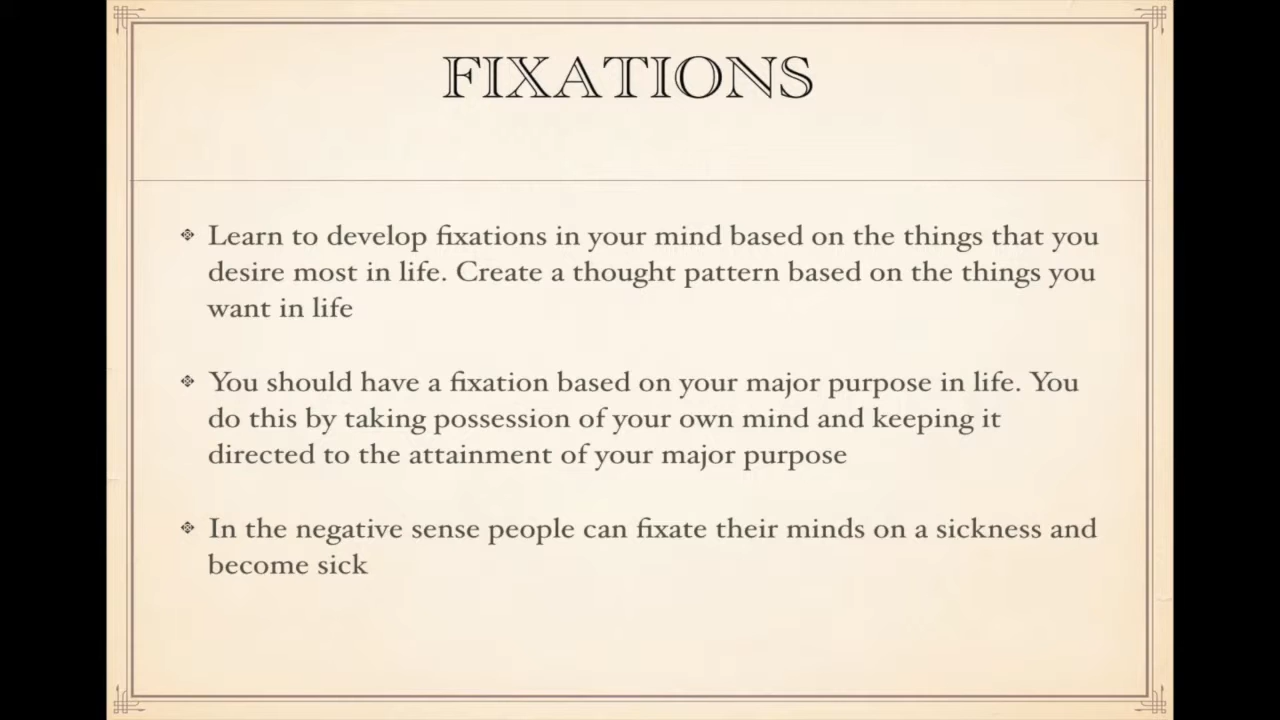 FIXATIONS
Learn to develop fixations in your mind based on the things that you
desire most in life. Create a thought pattern based on the things you
want in life
You should have a fixation based on your major purpose in life. You
do this by taking possession of your own mind and keeping it
directed to the attainment of your major purpose
In the negative sense people can fixate their minds on a sickness and
become sick